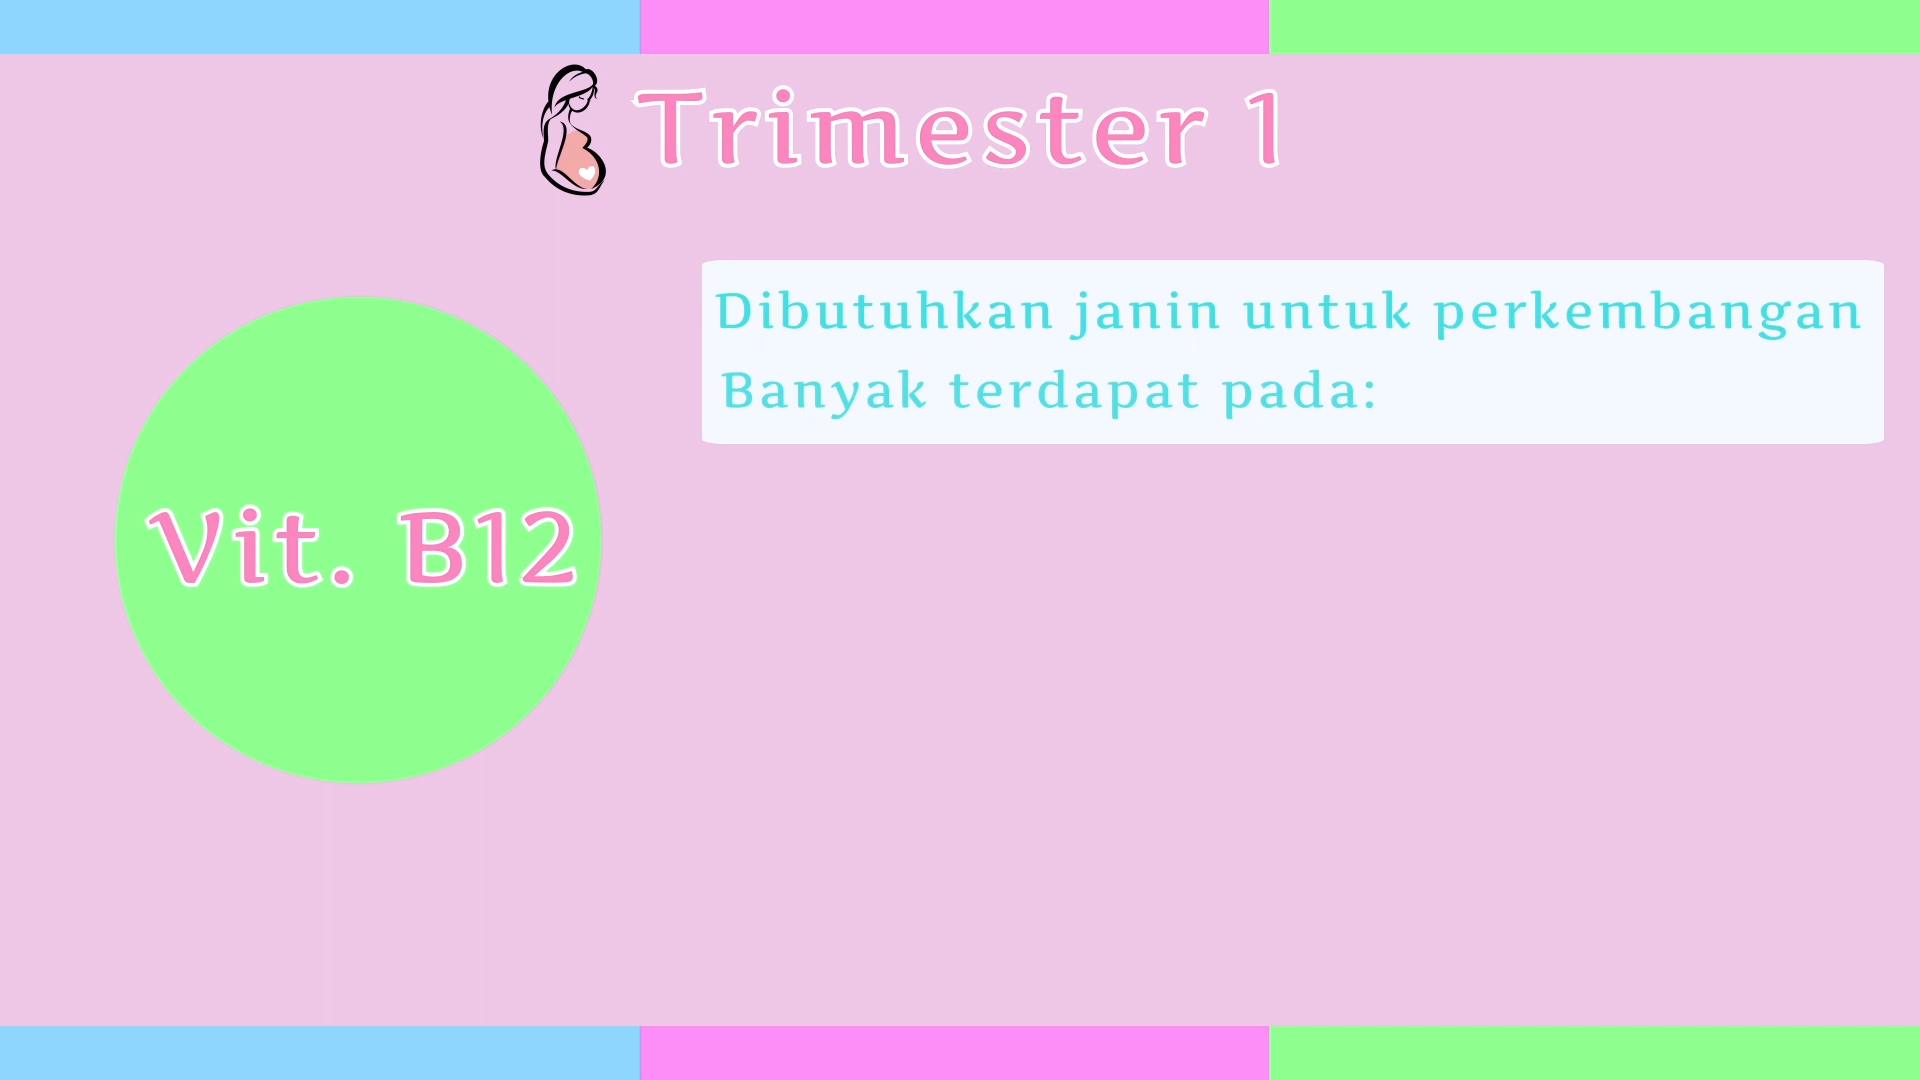 Trimester 1
Dibutuhkan janin untuk perkembangan
Banyak terdapat pada:
Vit. B12